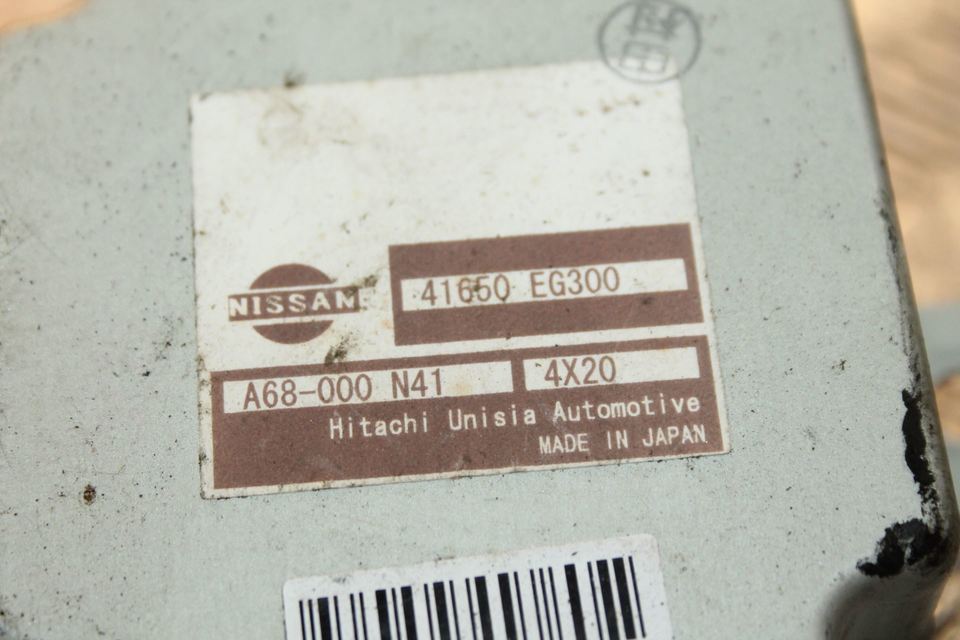 NISSAN
41650 EG300
A68-000 N41
4X20
Hitachi Unisia Automotive
MADE IN JAPAN